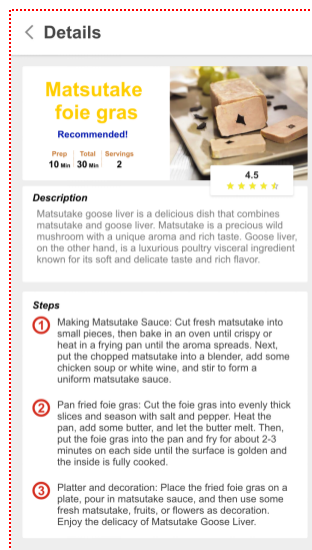 Details
Matsutake
foie gras
Recommended!
Prep Total Servings
10 Min 30 Min 2
4.5
Description
Matsutake goose liver is a delicious dish that combines
matsutake and goose liver. Matsutake is a precious wild
mushroom with a unique aroma and rich taste. Goose liver,
on the other hand, is a luxurious poultry visceral ingredient
known for its soft and delicate taste and rich flavor.
Steps
1 Making Matsutake Sauce: Cut fresh matsutake into
small pieces, then bake in an oven until crispy or
heat in a frying pan until the aroma spreads. Next,
put the chopped matsutake into a blender, add some
chicken soup or white wine, and stir to form a
uniform matsutake sauce.
2 Pan fried foie gras: Cut the foie gras into evenly thick
slices and season with salt and pepper. Heat the
pan, add some butter, and let the butter melt. Then,
put the foie gras into the pan and fry for about 2-3
minutes on each side until the surface is golden and
the inside is fully cooked.
3 Platter and decoration: Place the fried foie gras on a
plate, pour in matsutake sauce, and then use some
fresh matsutake, fruits, or flowers as decoration.
Enjoy the delicacy of Matsutake Goose Liver.